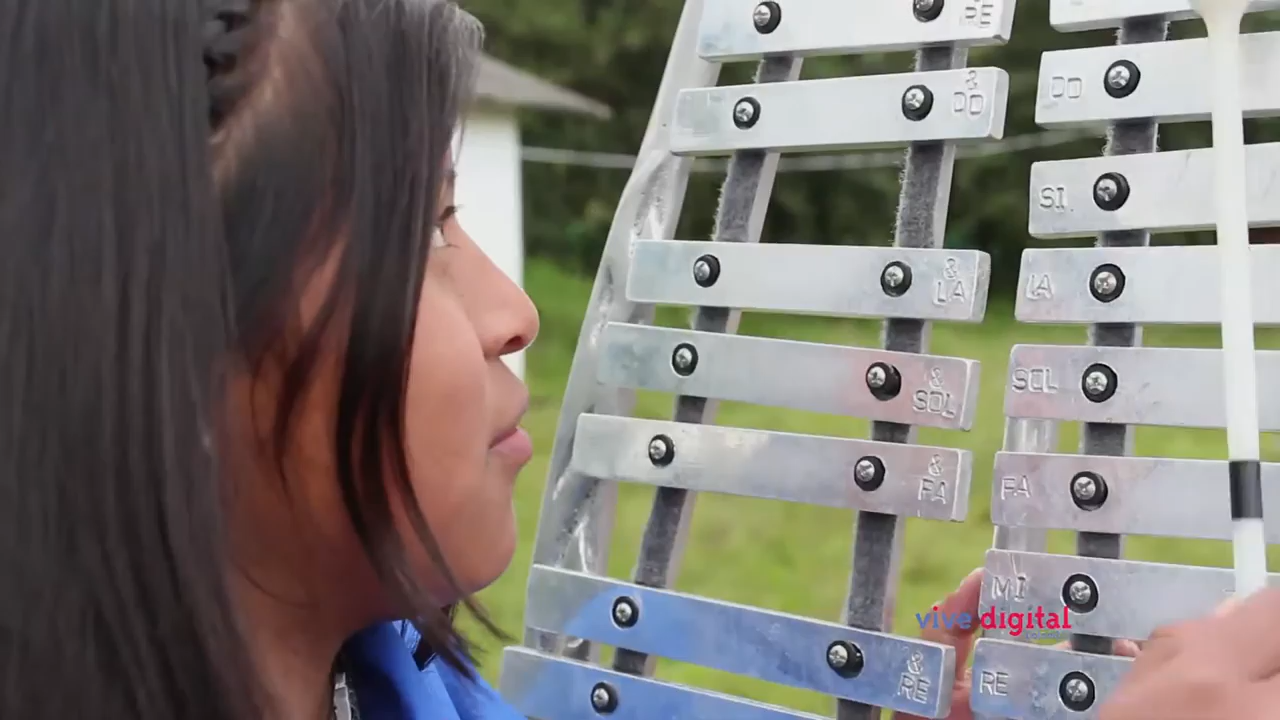 & RE
& DO
DO
SI
& LA
LA
& SOL
SOL
& FA
FA
MI
& RE
RE
vive digital